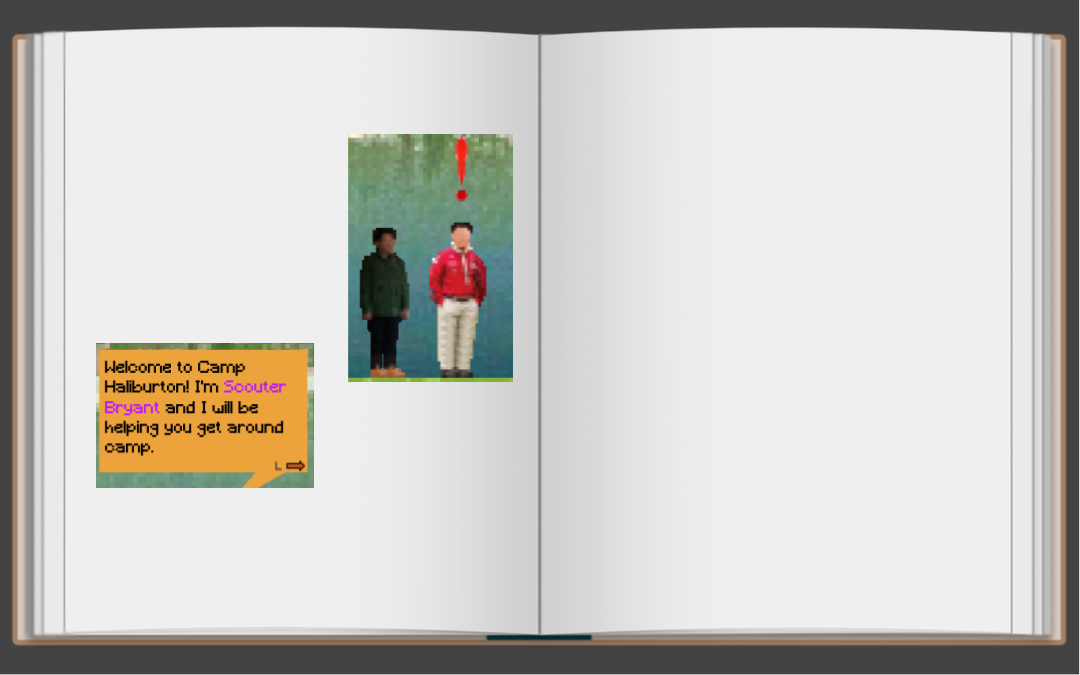 Welcome to Camp
Haliburton! I'm Scouter
Bryant and I will be
helping you get around
camp.
L